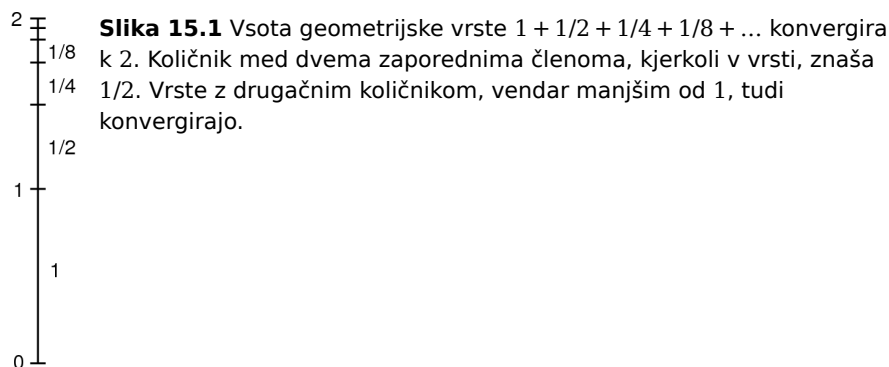 2
1/8
1/4
1/2
1
1
0
Slika 15.1 Vsota geometrijske vrste 1 + 1/2 + 1/4 + 1/8 + … konvergira
k 2. Količnik med dvema zaporednima členoma, kjerkoli v vrsti, znaša
1/2. Vrste z drugačnim količnikom, vendar manjšim od 1, tudi
konvergirajo.